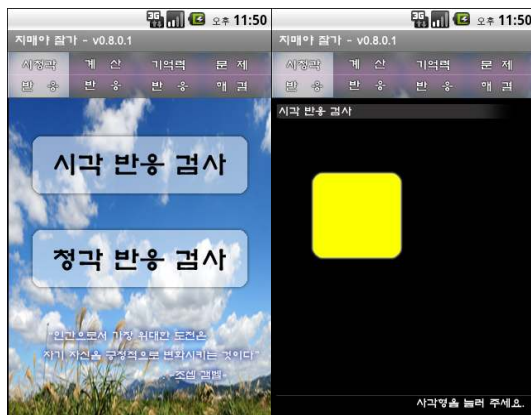 3G
오후 11:50
지매야 잠가 - v0.8.0.1
시청각 계 산 기억력 문 제
반 응 반 응 반 응 해 결
시각 반응 검사
청각 반응 검사
"인간으로서 가장 위대한 도전은
자기 자신을 긍정적으로 변화시키는 것이다"
-조셉 캠벨-
3G
오후 11:50
지매야 잠가 - v0.8.0.1
시청각 계 산 기억력 문 제
반 응 반 응 반 응 해 결
시각 반응 검사
사각형을 눌러 주세요.